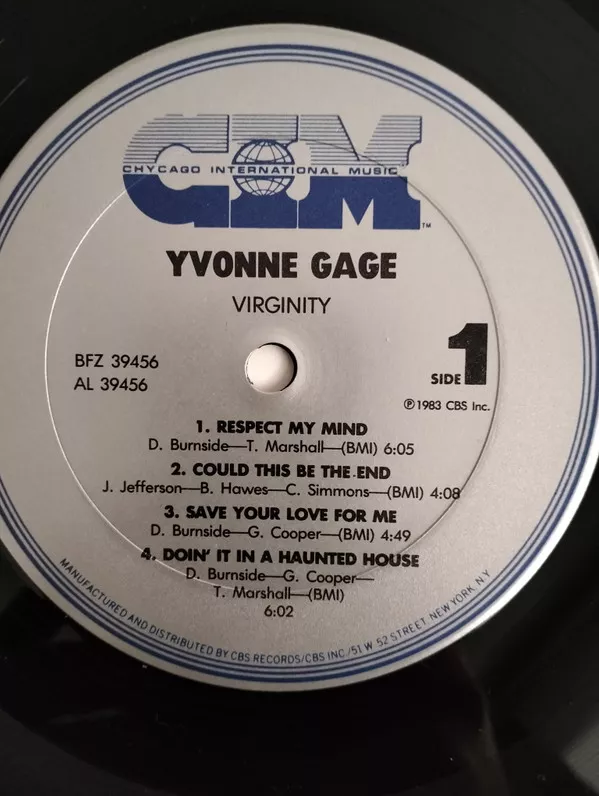 CIM
CHYCAGO INTERNATIONAL MUSIC
TM
YVONNE GAGE
VIRGINITY
BFZ 39456
AL 39456
SIDE 1
℗ 1983 CBS Inc.
1. RESPECT MY MIND
D. Burnside—T. Marshall—(BMI) 6:05
2. COULD THIS BE THE END
J. Jefferson—B. Hawes—C. Simmons—(BMI) 4:08
3. SAVE YOUR LOVE FOR ME
D. Burnside—G. Cooper—(BMI) 4:49
4. DOIN' IT IN A HAUNTED HOUSE
D. Burnside—G. Cooper—
T. Marshall—(BMI)
6:02
MANUFACTURED AND DISTRIBUTED BY CBS RECORDS/CBS INC./51 W 52 STREET, NEW YORK, N.Y.